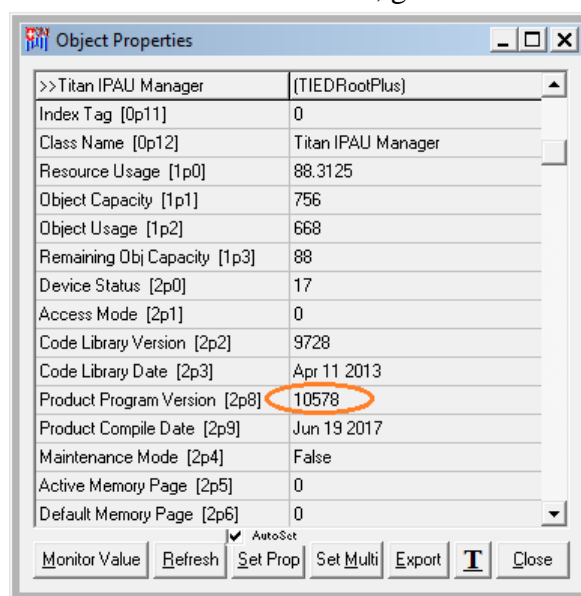 Object Properties
>>Titan IPAU Manager (TIEDRootPlus)
Index Tag [0p11] 0
Class Name [0p12] Titan IPAU Manager
Resource Usage [1p0] 88.3125
Object Capacity [1p1] 756
Object Usage [1p2] 668
Remaining Obj Capacity [1p3] 88
Device Status [2p0] 17
Access Mode [2p1] 0
Code Library Version [2p2] 9728
Code Library Date [2p3] Apr 11 2013
Product Program Version [2p8] 10578
Product Compile Date [2p9] Jun 19 2017
Maintenance Mode [2p4] False
Active Memory Page [2p5] 0
Default Memory Page [2p6] 0
AutoSet
Monitor Value Refresh Set Prop Set Multi Export T Close